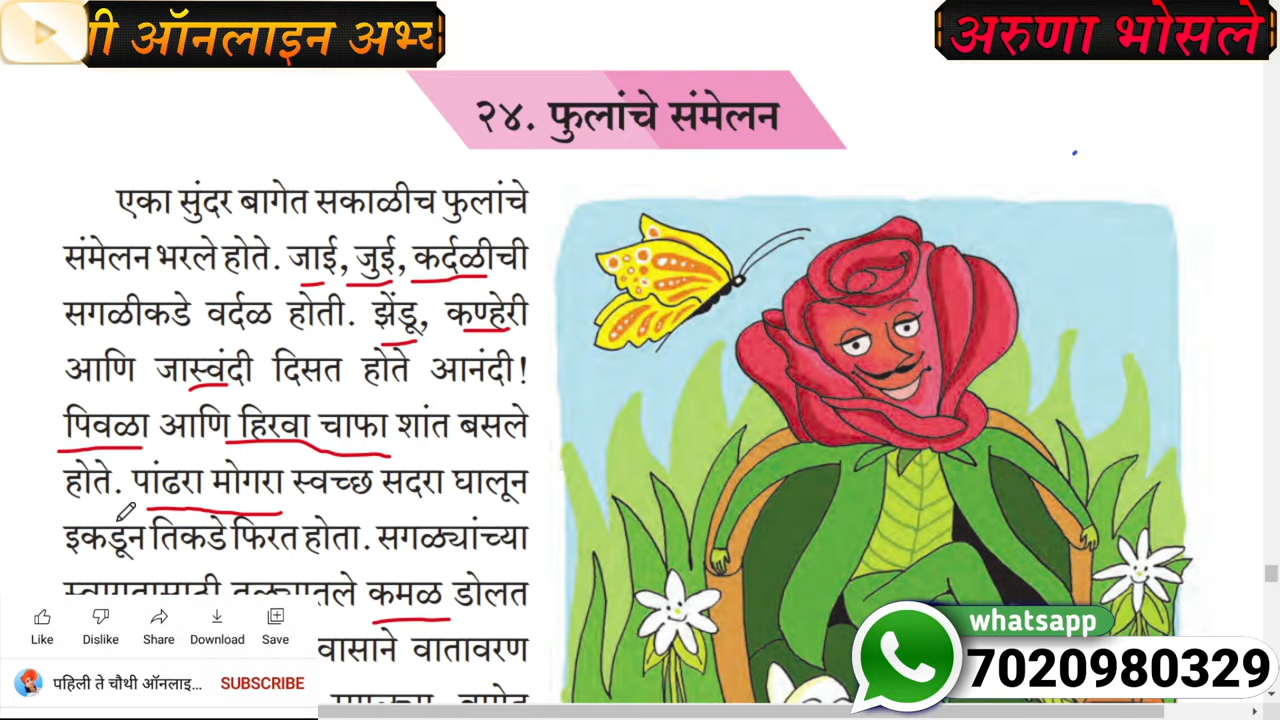 ी ऑनलाइन अभ्य
अरुणा भोसले
२४. फुलांचे संमेलन
एका सुंदर बागेत सकाळीच फुलांचे
संमेलन भरले होते. जाई, जुई, कर्दळीची
सगळीकडे वर्दळ होती. झेंडू, कण्हेरी
आणि जास्वंदी दिसत होते आनंदी!
पिवळा आणि हिरवा चाफा शांत बसले
होते. पांढरा मोगरा स्वच्छ सदरा घालून
इकडून तिकडे फिरत होता. सगळ्यांच्या
स्वागतासाठी तळ्यातले कमळ डोलत
वासाने वातावरण
Like Dislike Share Download Save
पहिली ते चौथी ऑनलाइ... SUBSCRIBE
whatsapp
7020980329